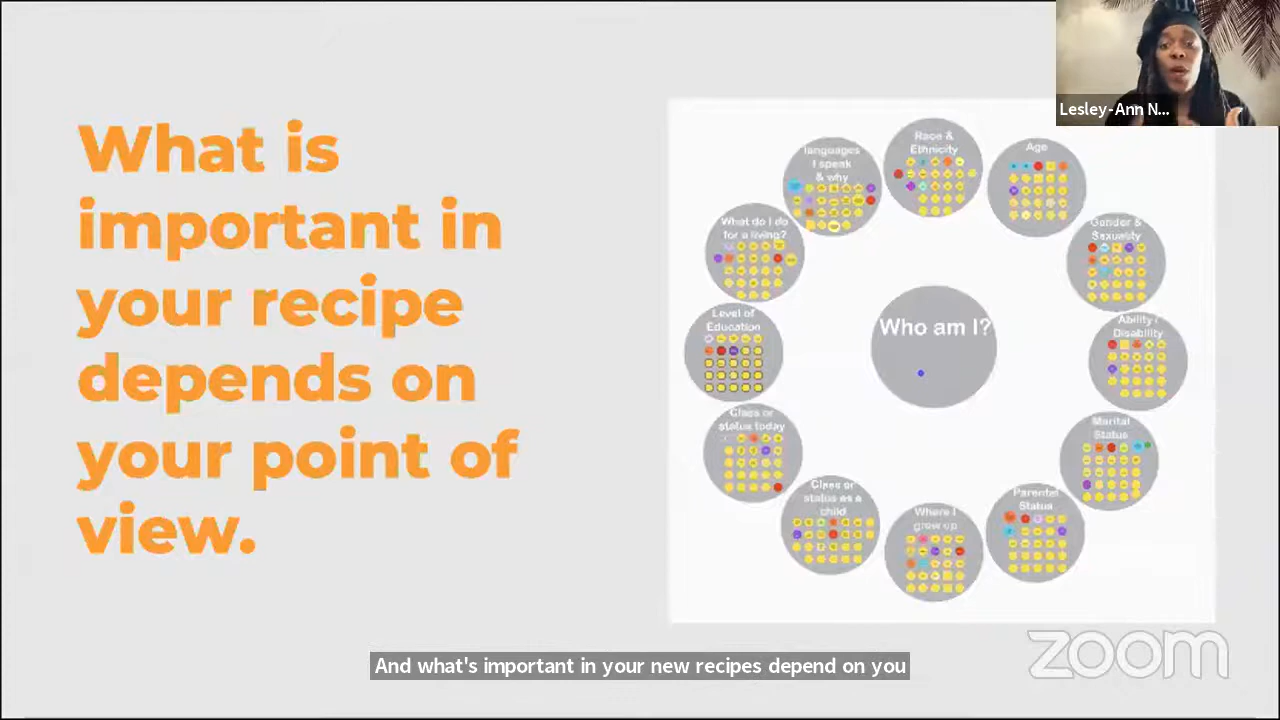 What is
important in
your recipe
depends on
your point of
view.
Lesley-Ann N...
Race &
Ethnicity
Age
Gender &
Sexuality
Ability /
Disability
Marital
Status
Parental
Status
Where I
grew up
Class or
status as a
child
Class or
status today
Level of
Education
What do I do
for a living?
languages
I speak
& why
Who am I?
And what's important in your new recipes depend on you
zoom